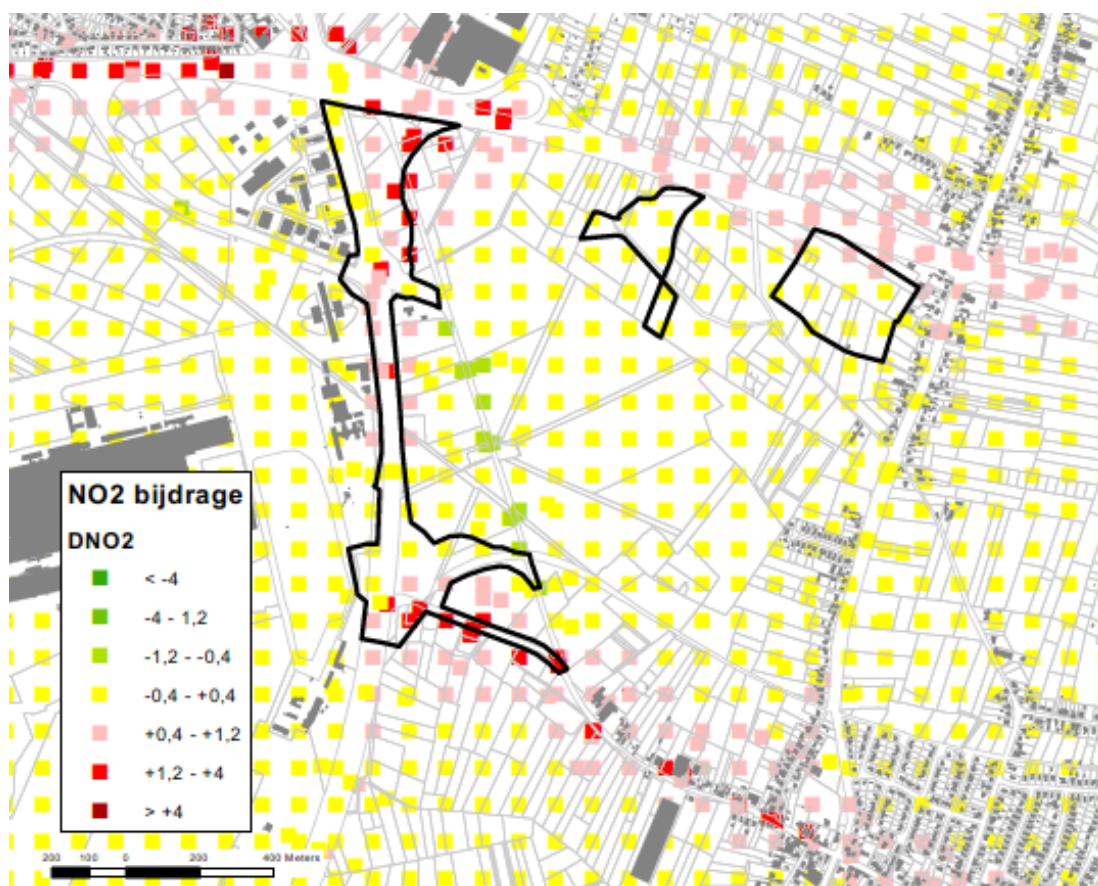 NO2 bijdrage
DNO2
< -4
-4 - 1,2
-1,2 - -0,4
-0,4 - +0,4
+0,4 - +1,2
+1,2 - +4
> +4
200 100 0 200 400 Meters